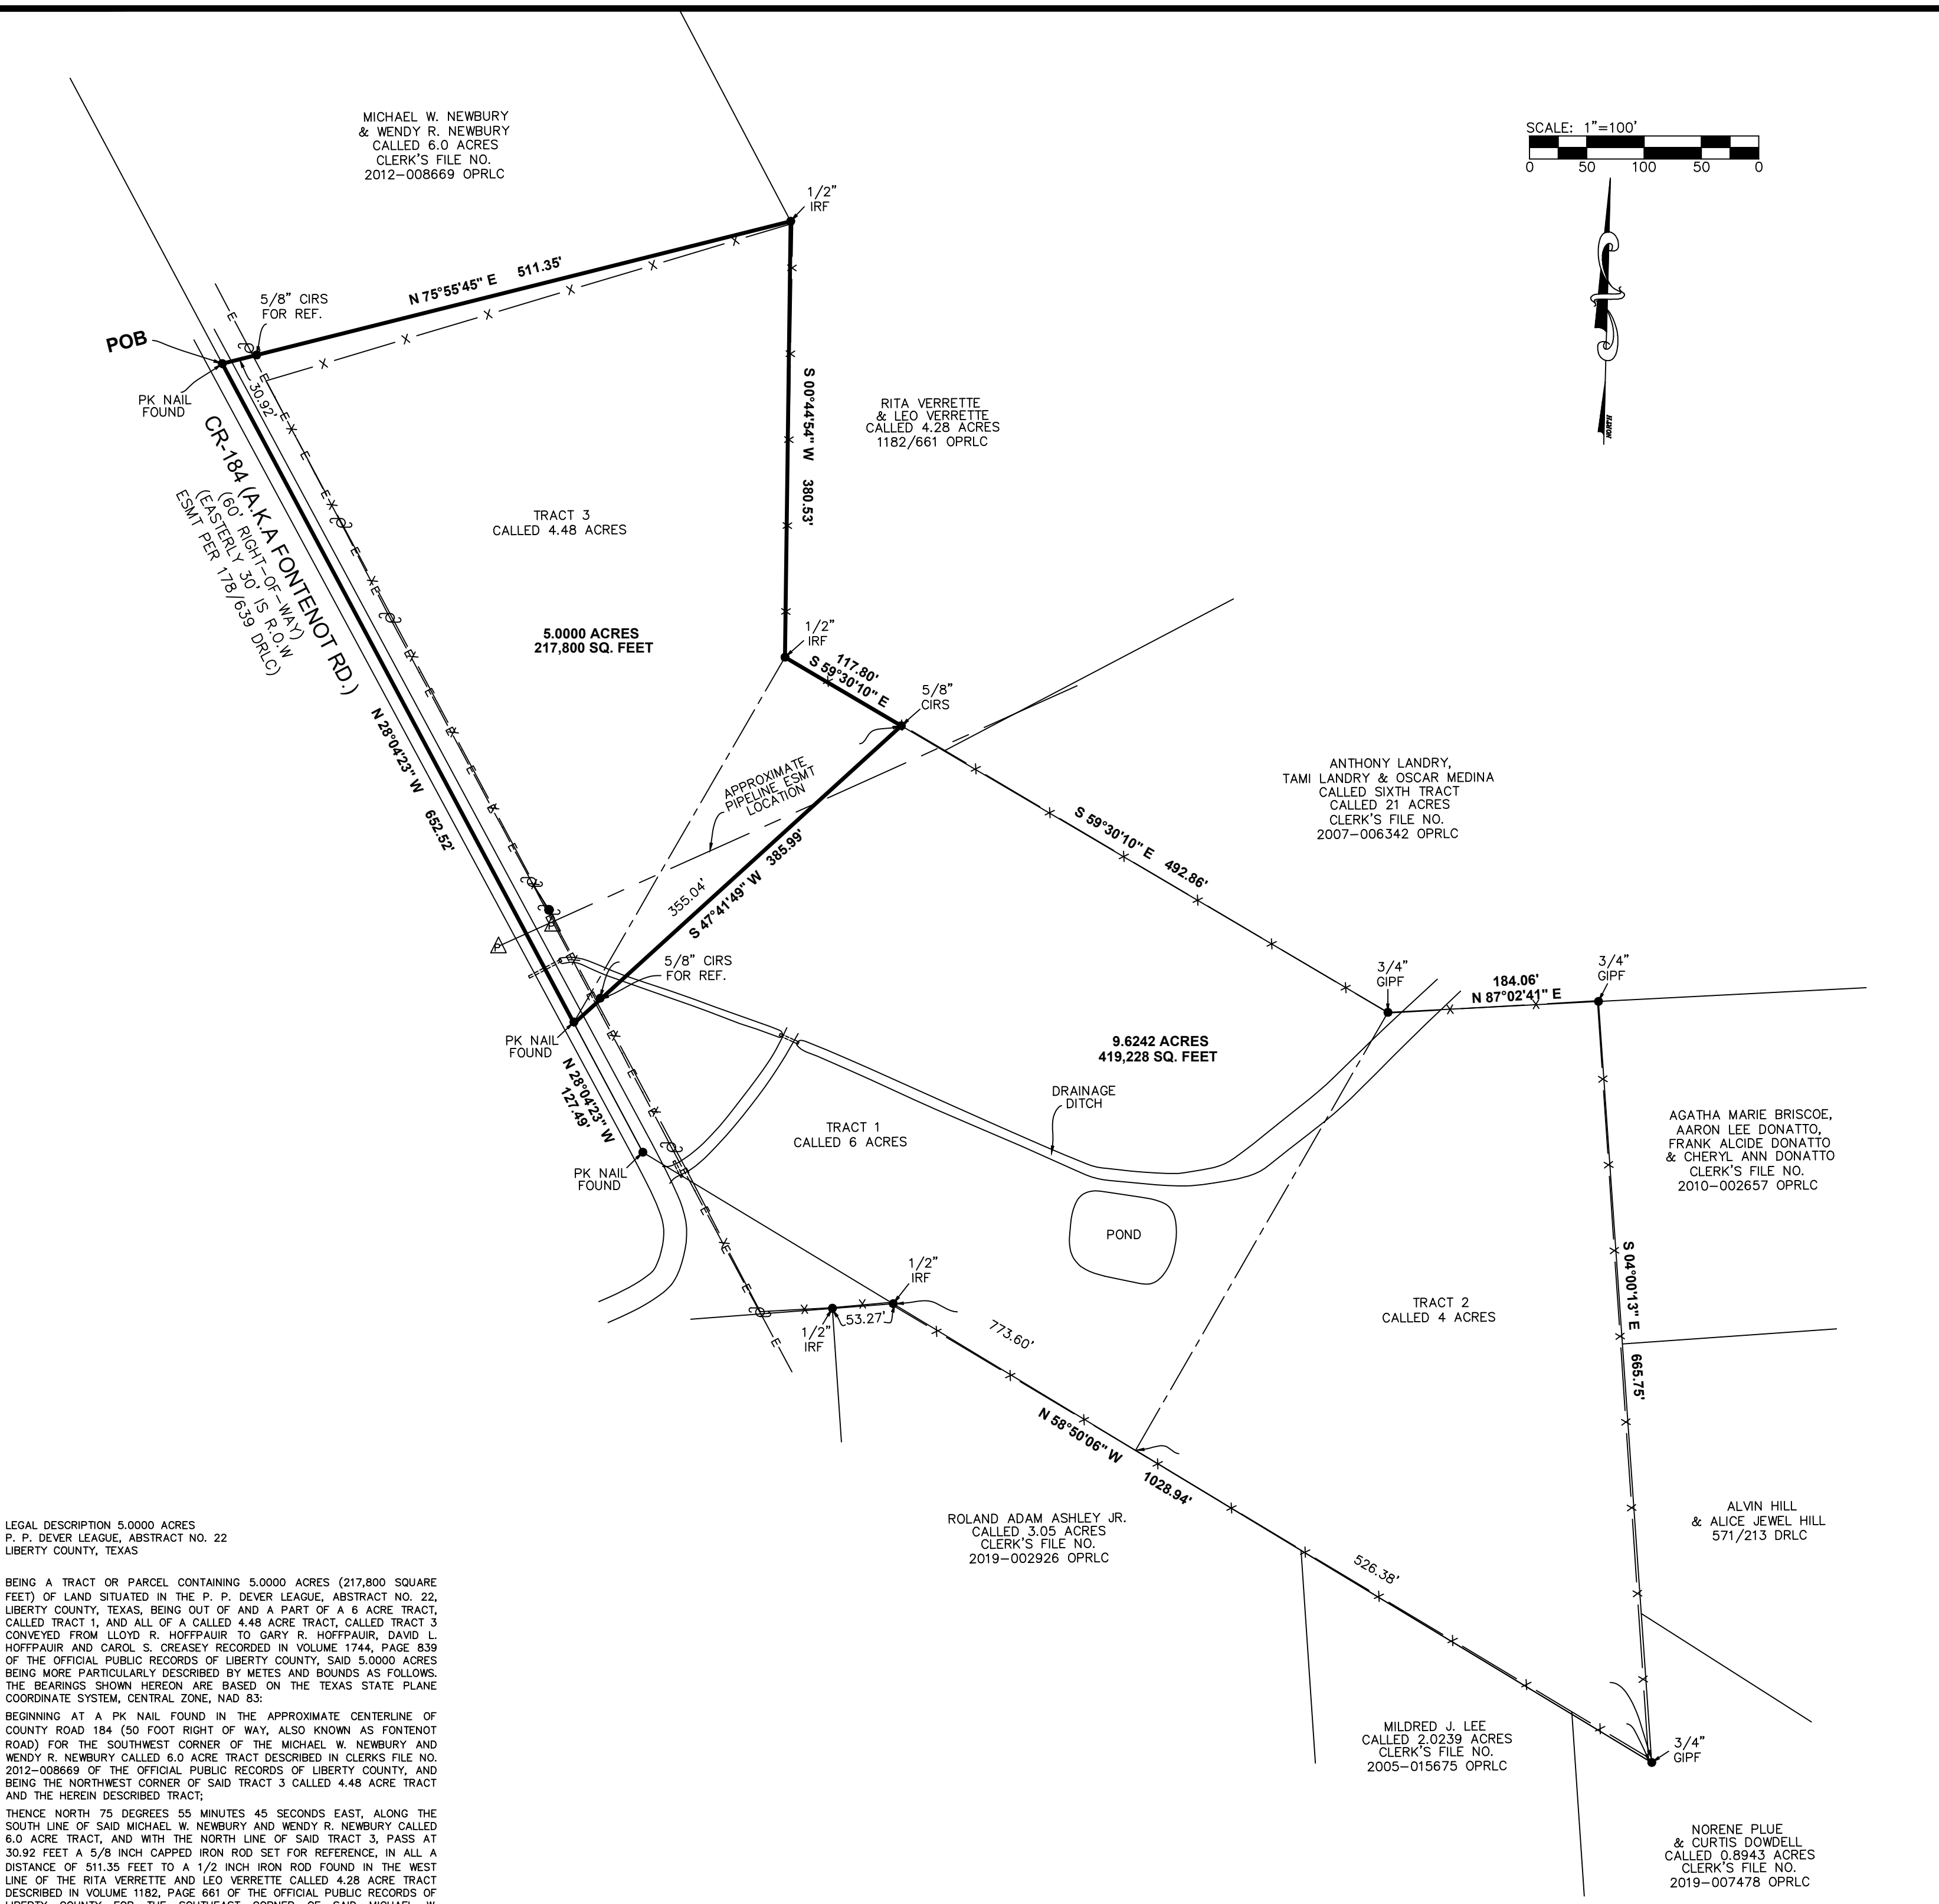 MICHAEL W. NEWBURY
& WENDY R. NEWBURY
CALLED 6.0 ACRES
CLERK'S FILE NO.
2012-008669 OPRLC
SCALE: 1"=100'
0 50 100 50 0
NORTH
1/2"
IRF
N 75°55'45" E 511.35'
5/8" CIRS
FOR REF.
POB
PK NAIL
FOUND
30.92'
CR-184 (A.K.A FONTENOT RD.)
(60' RIGHT-OF-WAY)
(EASTERLY 30' IS R.O.W
ESMT PER 178/639 DRLC)
S 00°44'54" W 380.53'
RITA VERRETTE
& LEO VERRETTE
CALLED 4.28 ACRES
1182/661 OPRLC
TRACT 3
CALLED 4.48 ACRES
5.0000 ACRES
217,800 SQ. FEET
1/2"
IRF
117.80'
S 59°30'10" E
5/8"
CIRS
N 28°04'23" W 652.52'
APPROXIMATE
PIPELINE ESMT
LOCATION
355.04'
S 47°41'49" W 385.99'
ANTHONY LANDRY,
TAMI LANDRY & OSCAR MEDINA
CALLED SIXTH TRACT
CALLED 21 ACRES
CLERK'S FILE NO.
2007-006342 OPRLC
S 59°30'10" E 492.86'
5/8" CIRS
FOR REF.
3/4"
GIPF
184.06'
N 87°02'41" E
3/4"
GIPF
PK NAIL
FOUND
9.6242 ACRES
419,228 SQ. FEET
N 28°04'23" W
127.49'
DRAINAGE
DITCH
TRACT 1
CALLED 6 ACRES
PK NAIL
FOUND
POND
AGATHA MARIE BRISCOE,
AARON LEE DONATTO,
FRANK ALCIDE DONATTO
& CHERYL ANN DONATTO
CLERK'S FILE NO.
2010-002657 OPRLC
1/2"
IRF
1/2"
IRF
53.27'
773.60'
TRACT 2
CALLED 4 ACRES
S 04°00'13" E 665.75'
N 58°50'06" W 1028.94'
526.38'
ROLAND ADAM ASHLEY JR.
CALLED 3.05 ACRES
CLERK'S FILE NO.
2019-002926 OPRLC
ALVIN HILL
& ALICE JEWEL HILL
571/213 DRLC
MILDRED J. LEE
CALLED 2.0239 ACRES
CLERK'S FILE NO.
2005-015675 OPRLC
3/4"
GIPF
NORENE PLUE
& CURTIS DOWDELL
CALLED 0.8943 ACRES
CLERK'S FILE NO.
2019-007478 OPRLC
LEGAL DESCRIPTION 5.0000 ACRES
P. P. DEVER LEAGUE, ABSTRACT NO. 22
LIBERTY COUNTY, TEXAS
BEING A TRACT OR PARCEL CONTAINING 5.0000 ACRES (217,800 SQUARE
FEET) OF LAND SITUATED IN THE P. P. DEVER LEAGUE, ABSTRACT NO. 22,
LIBERTY COUNTY, TEXAS, BEING OUT OF AND A PART OF A 6 ACRE TRACT,
CALLED TRACT 1, AND ALL OF A CALLED 4.48 ACRE TRACT, CALLED TRACT 3
CONVEYED FROM LLOYD R. HOFFPAUIR TO GARY R. HOFFPAUIR, DAVID L.
HOFFPAUIR AND CAROL S. CREASEY RECORDED IN VOLUME 1744, PAGE 839
OF THE OFFICIAL PUBLIC RECORDS OF LIBERTY COUNTY, SAID 5.0000 ACRES
BEING MORE PARTICULARLY DESCRIBED BY METES AND BOUNDS AS FOLLOWS.
THE BEARINGS SHOWN HEREON ARE BASED ON THE TEXAS STATE PLANE
COORDINATE SYSTEM, CENTRAL ZONE, NAD 83:
BEGINNING AT A PK NAIL FOUND IN THE APPROXIMATE CENTERLINE OF
COUNTY ROAD 184 (50 FOOT RIGHT OF WAY, ALSO KNOWN AS FONTENOT
ROAD) FOR THE SOUTHWEST CORNER OF THE MICHAEL W. NEWBURY AND
WENDY R. NEWBURY CALLED 6.0 ACRE TRACT DESCRIBED IN CLERKS FILE NO.
2012-008669 OF THE OFFICIAL PUBLIC RECORDS OF LIBERTY COUNTY, AND
BEING THE NORTHWEST CORNER OF SAID TRACT 3 CALLED 4.48 ACRE TRACT
AND THE HEREIN DESCRIBED TRACT;
THENCE NORTH 75 DEGREES 55 MINUTES 45 SECONDS EAST, ALONG THE
SOUTH LINE OF SAID MICHAEL W. NEWBURY AND WENDY R. NEWBURY CALLED
6.0 ACRE TRACT, AND WITH THE NORTH LINE OF SAID TRACT 3, PASS AT
30.92 FEET A 5/8 INCH CAPPED IRON ROD SET FOR REFERENCE, IN ALL A
DISTANCE OF 511.35 FEET TO A 1/2 INCH IRON ROD FOUND IN THE WEST
LINE OF THE RITA VERRETTE AND LEO VERRETTE CALLED 4.28 ACRE TRACT
DESCRIBED IN VOLUME 1182, PAGE 661 OF THE OFFICIAL PUBLIC RECORDS OF
LIBERTY COUNTY FOR THE SOUTHEAST CORNER OF SAID MICHAEL W.